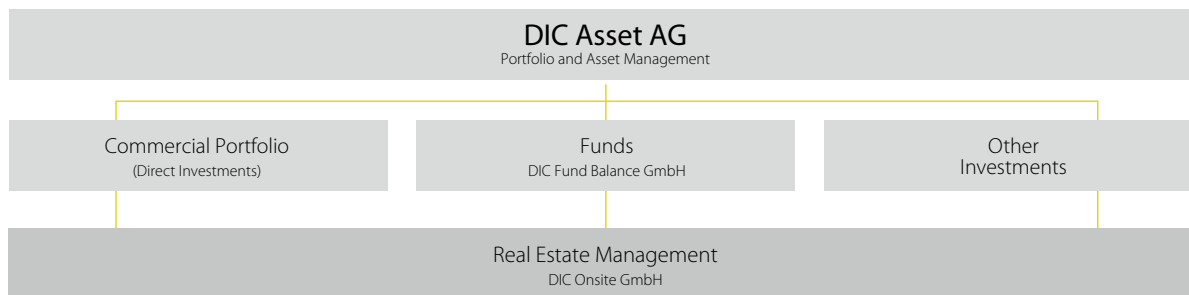 DIC Asset AG
Portfolio and Asset Management
Commercial Portfolio
(Direct Investments)
Funds
DIC Fund Balance GmbH
Other
Investments
Real Estate Management
DIC Onsite GmbH